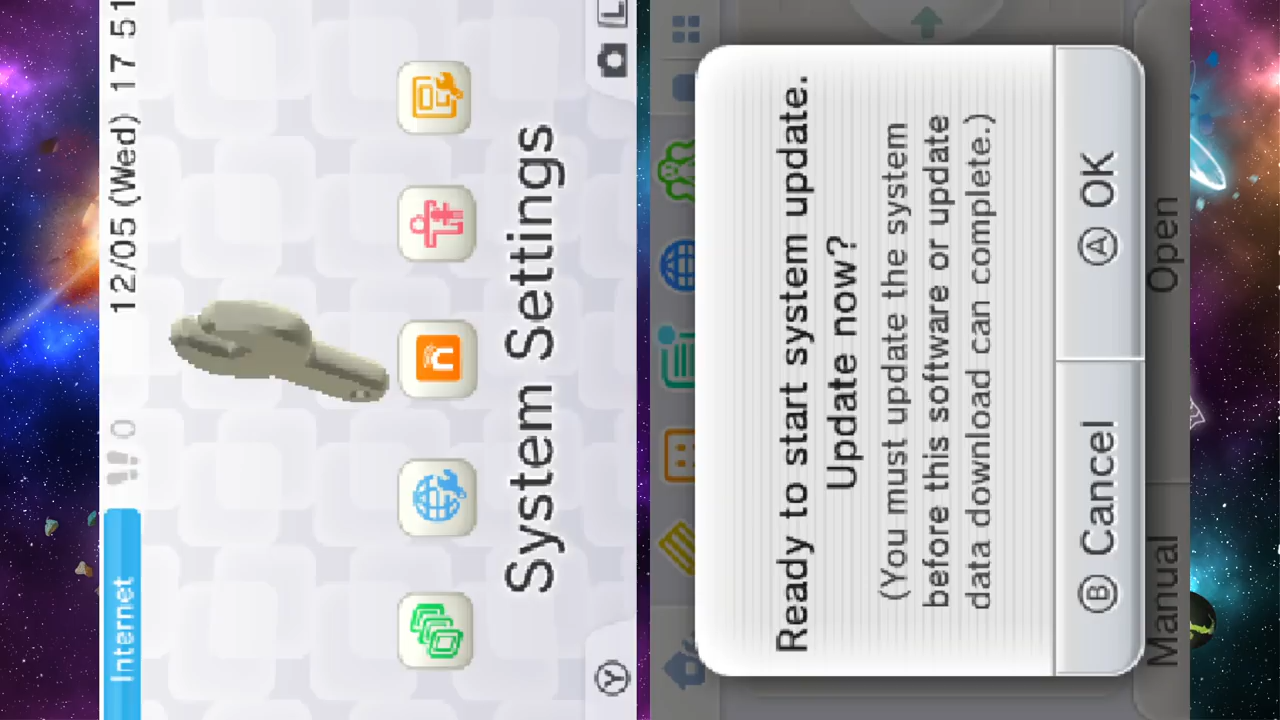 Internet
0
12/05 (Wed) 17 51
System Settings
Y
L
Ready to start system update.
Update now?
(You must update the system
before this software or update
data download can complete.)
B Cancel
A OK
Manual
Open